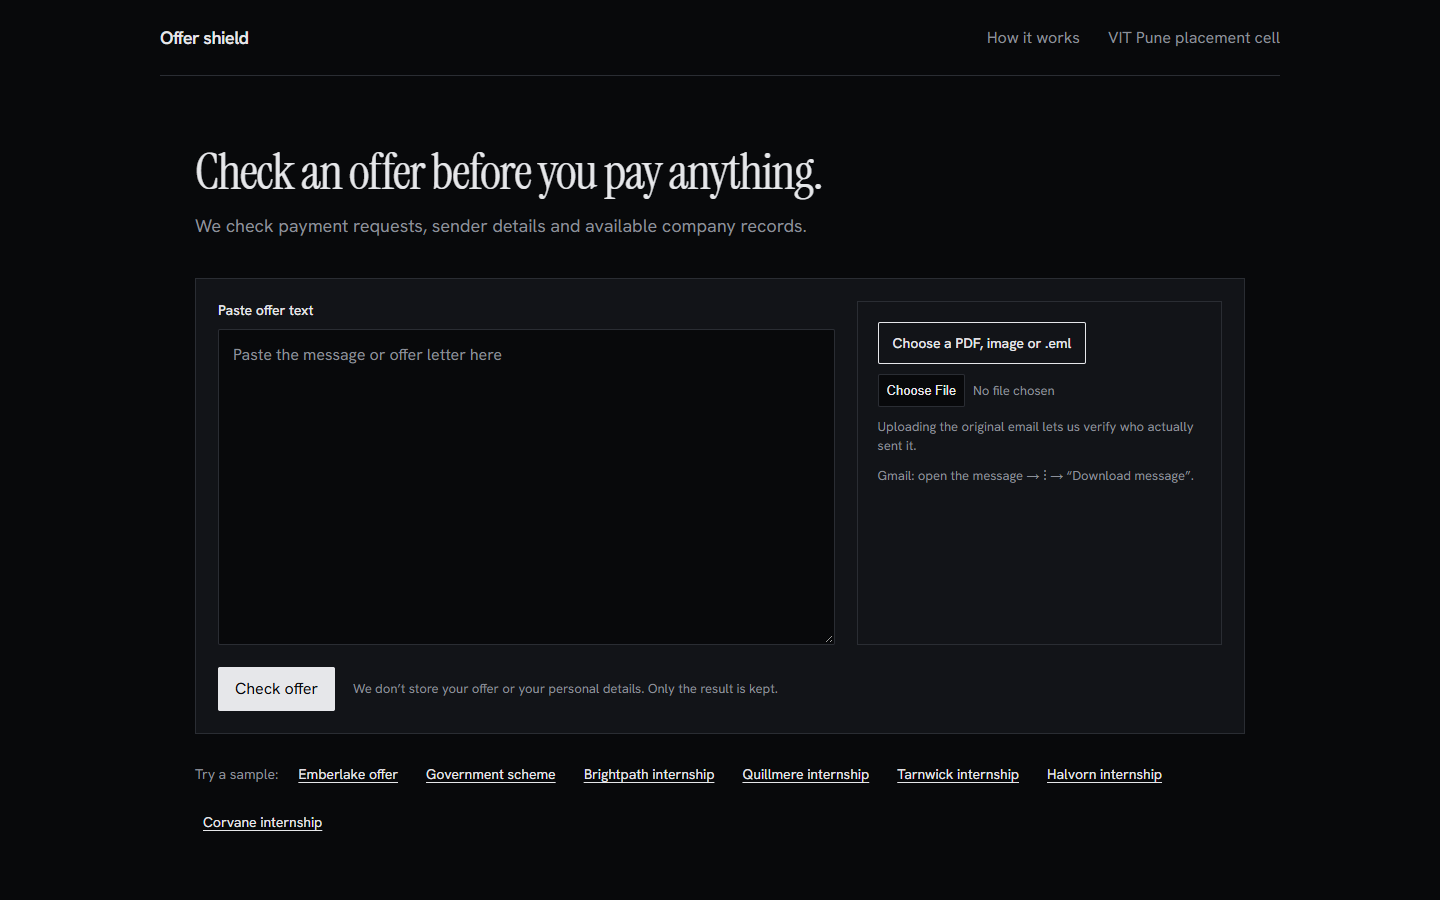 Offer shield
How it works
VIT Pune placement cell
Check an offer before you pay anything.
We check payment requests, sender details and available company records.
Paste offer text
Paste the message or offer letter here
Choose a PDF, image or .eml
Choose File No file chosen
Uploading the original email lets us verify who actually
sent it.
Gmail: open the message → ⋮ → “Download message”.
Check offer
We don’t store your offer or your personal details. Only the result is kept.
Try a sample: Emberlake offer Government scheme Brightpath internship Quillmere internship Tarnwick internship Halvorn internship
Corvane internship